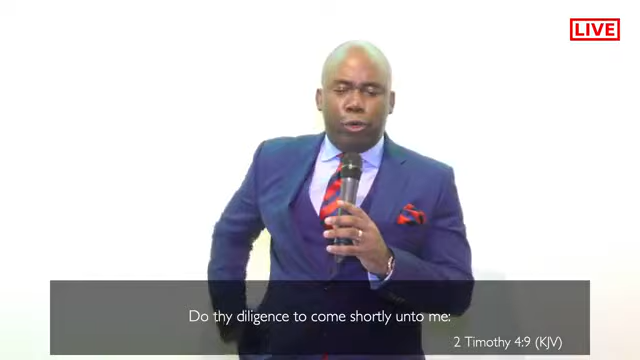 LIVE
Do thy diligence to come shortly unto me:
2 Timothy 4:9 (KJV)